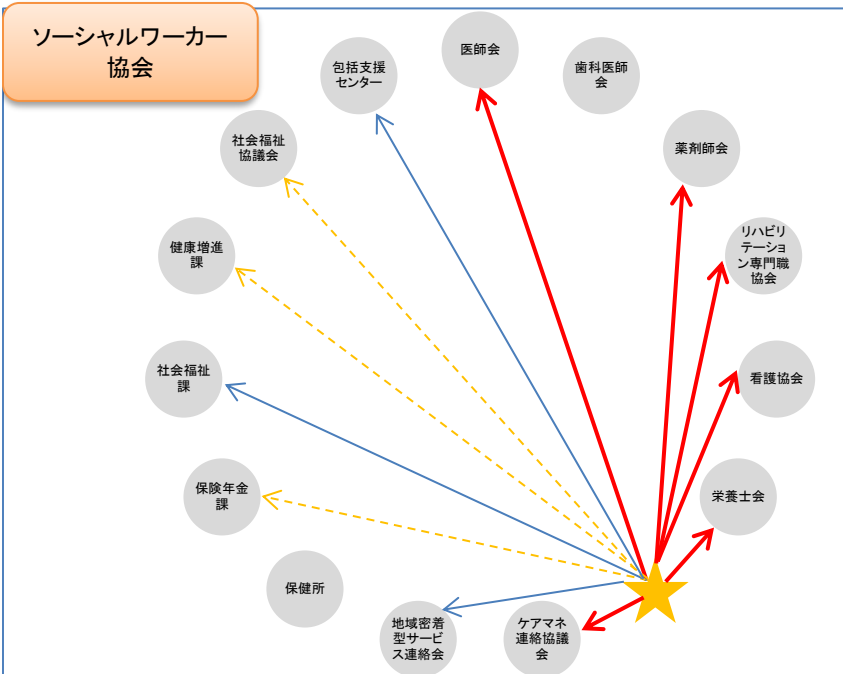 ソーシャルワーカー
協会
包括支援
センター
医師会
歯科医師
会
社会福祉
協議会
薬剤師会
健康増進
課
リハビリ
テーショ
ン専門職
協会
社会福祉
課
看護協会
保険年金
課
栄養士会
保健所
地域密着
型サービ
ス連絡会
ケアマネ
連絡協議
会